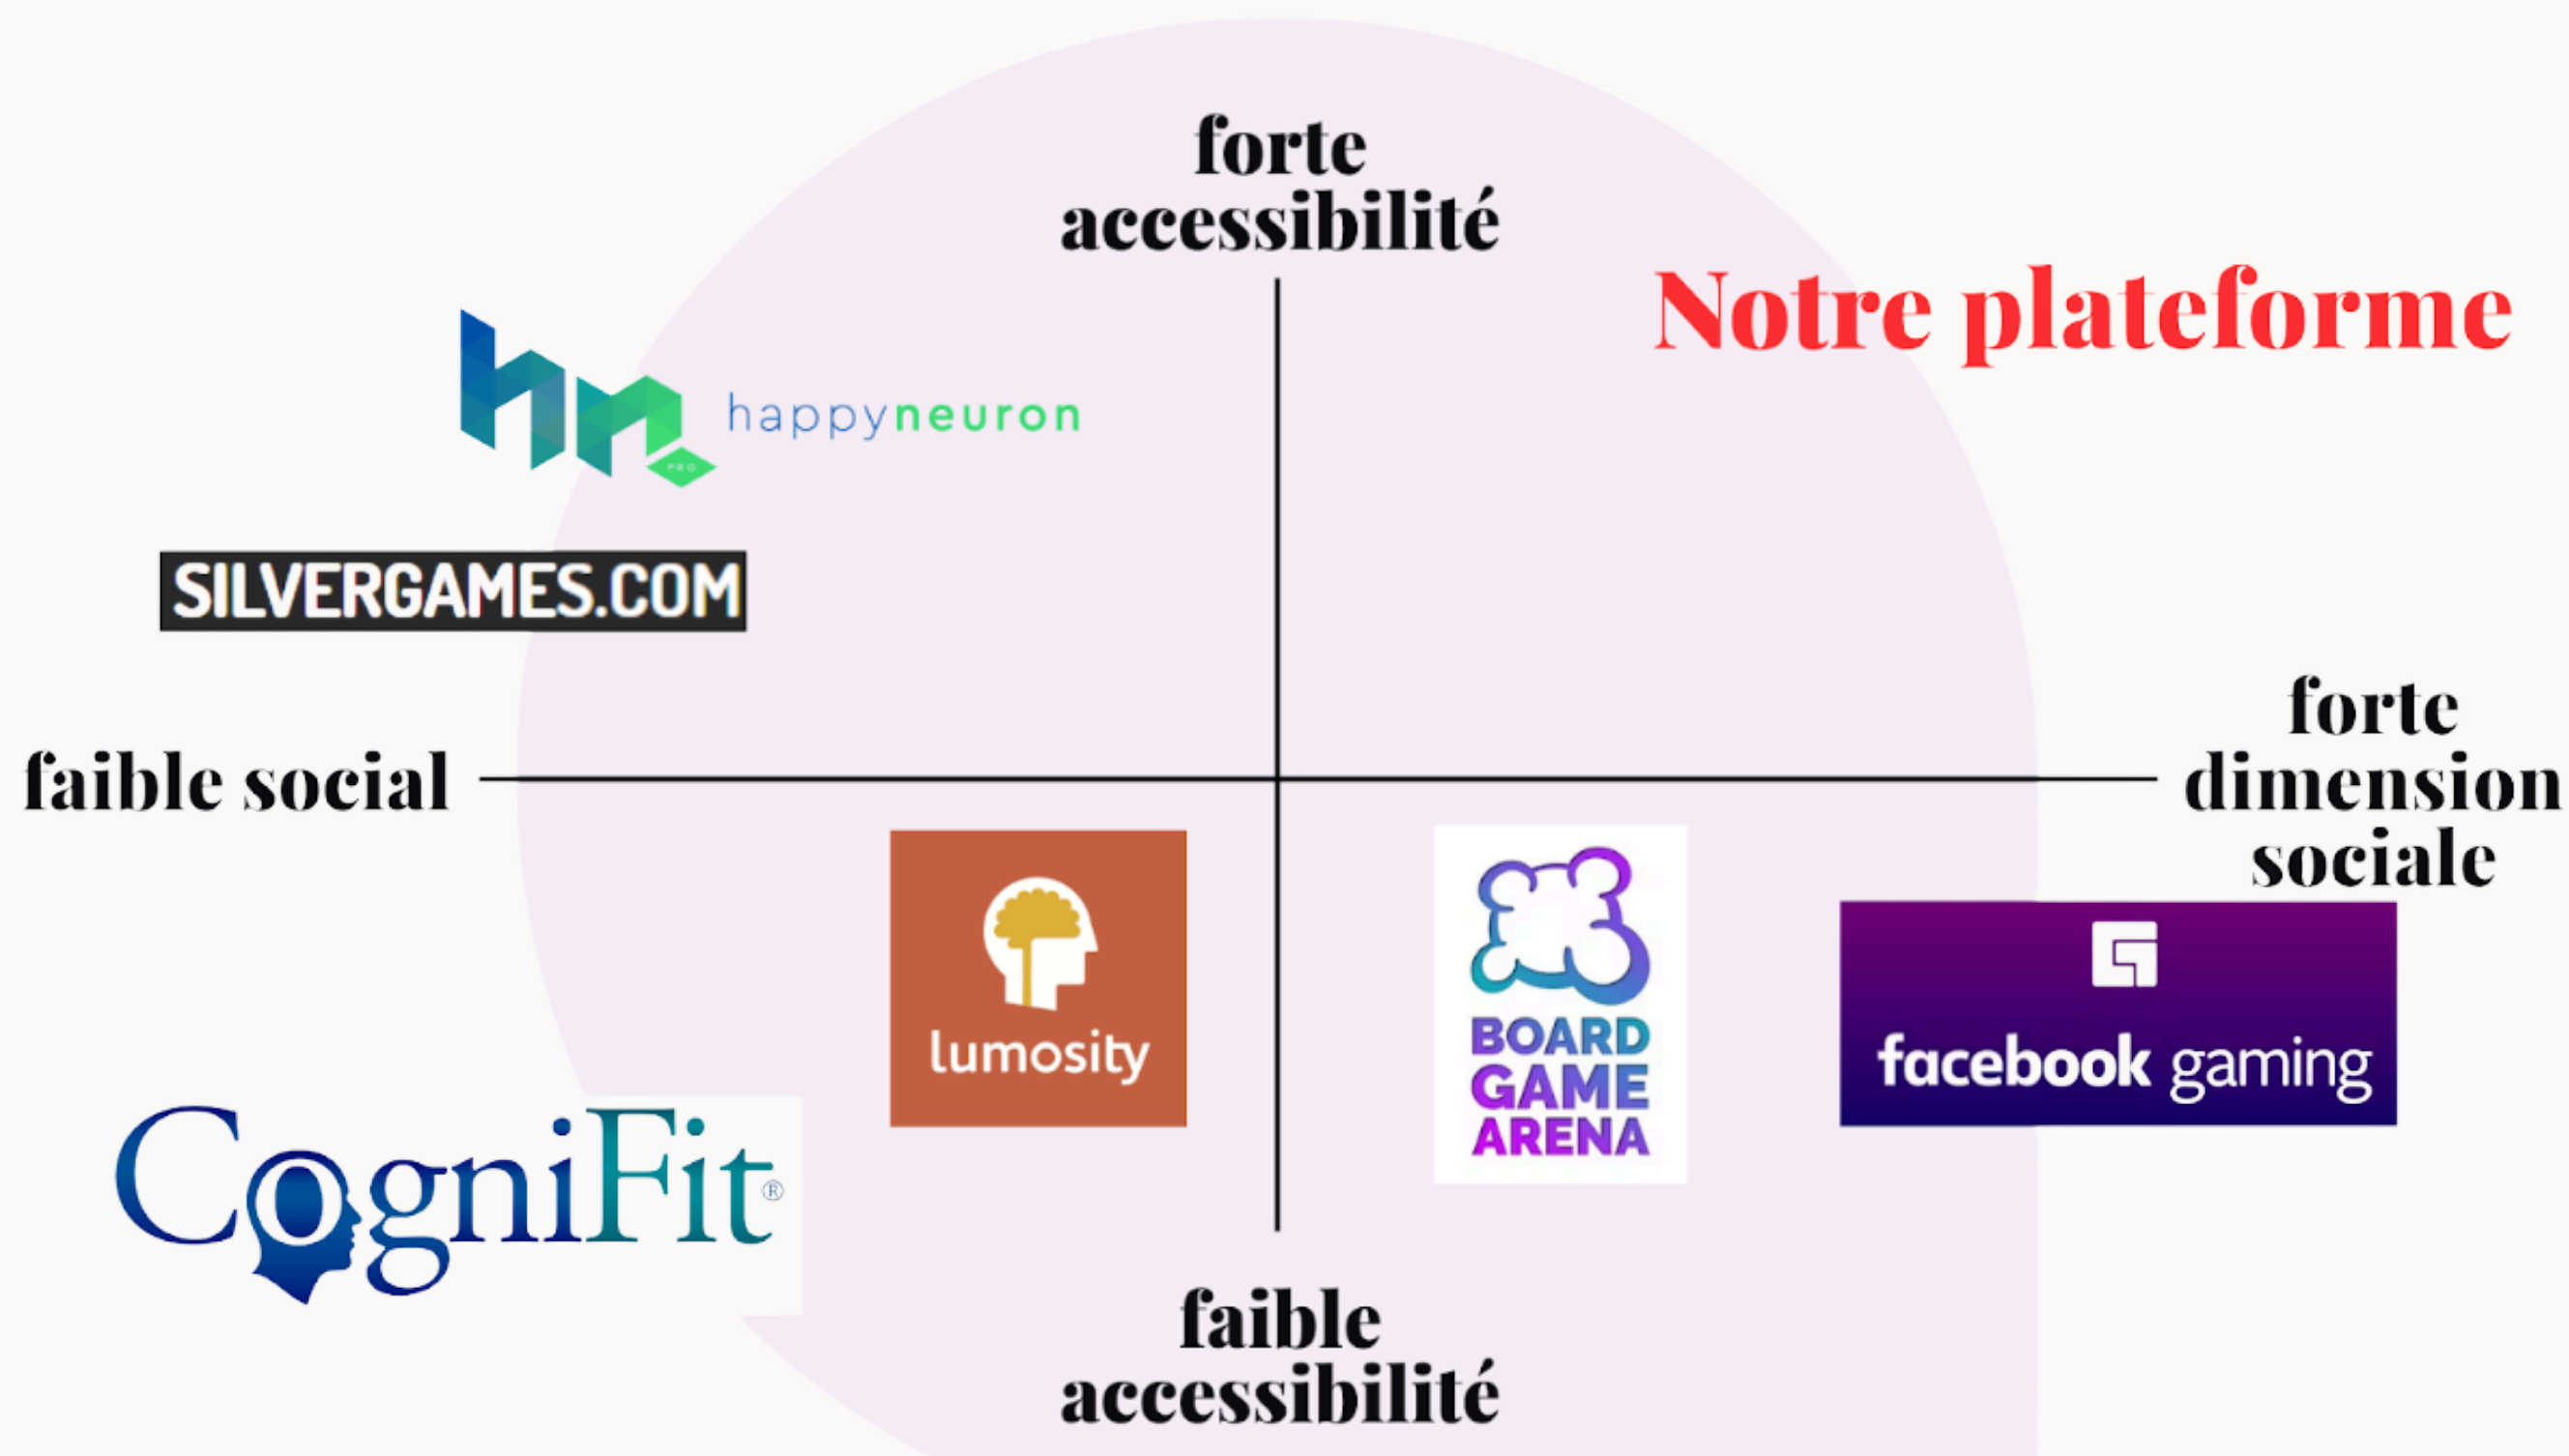 forte
accessibilité
Notre plateforme
happyneuron
PRO
SILVERGAMES.COM
faible social
forte
dimension
sociale
lumosity
BOARD
GAME
ARENA
facebook gaming
CogniFit®
faible
accessibilité